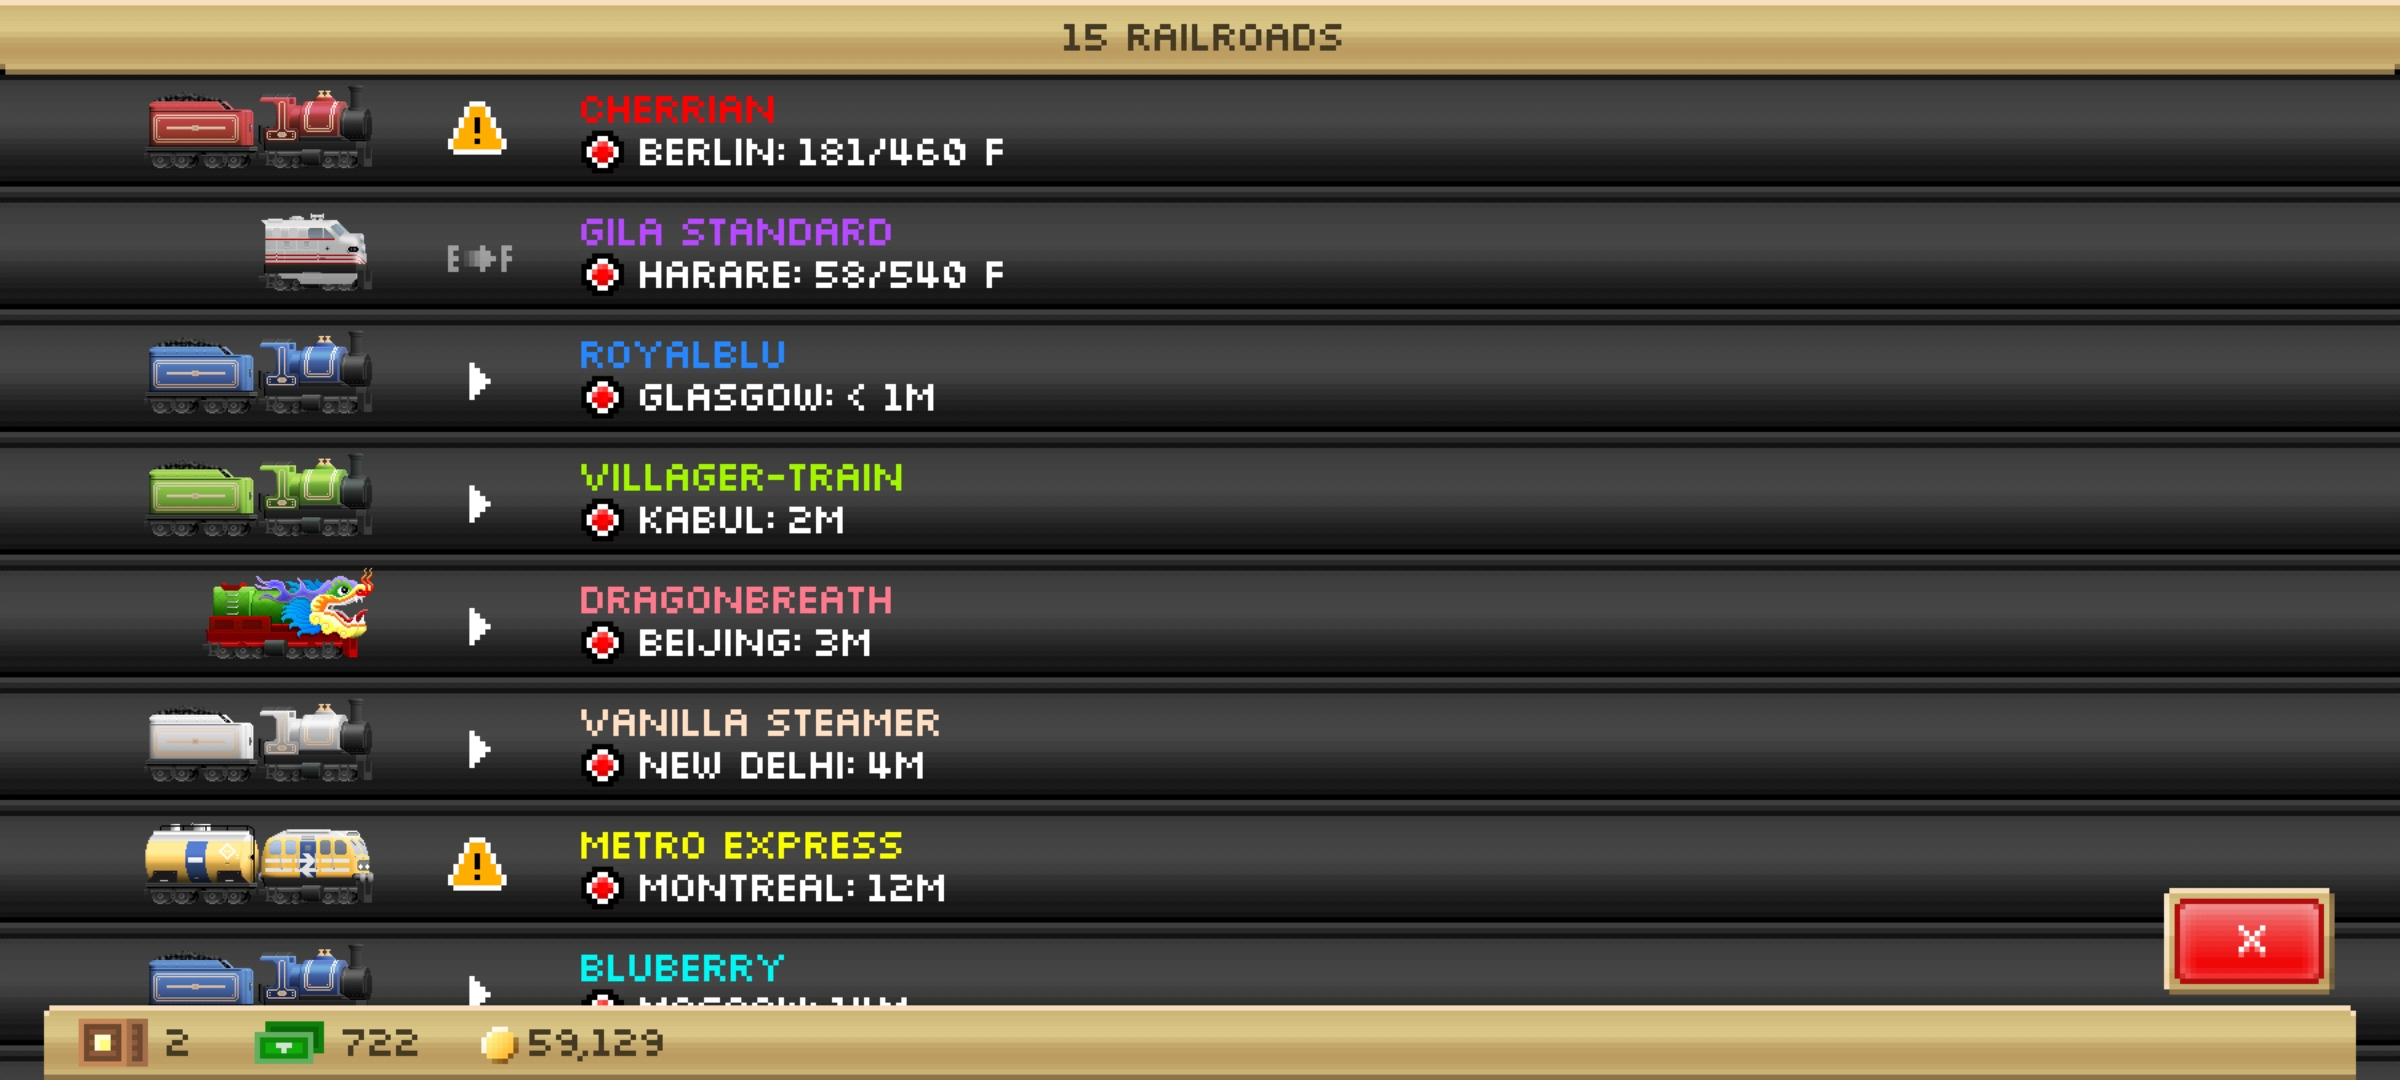 15 RAILROADS
CHERRIAN
BERLIN: 181/460 F
E F
GILA STANDARD
HARARE: 58/540 F
ROYALBLU
GLASGOW: < 1M
VILLAGER-TRAIN
KABUL: 2M
DRAGONBREATH
BEIJING: 3M
VANILLA STEAMER
NEW DELHI: 4M
METRO EXPRESS
MONTREAL: 12M
BLUBERRY
X
2 722 59,129